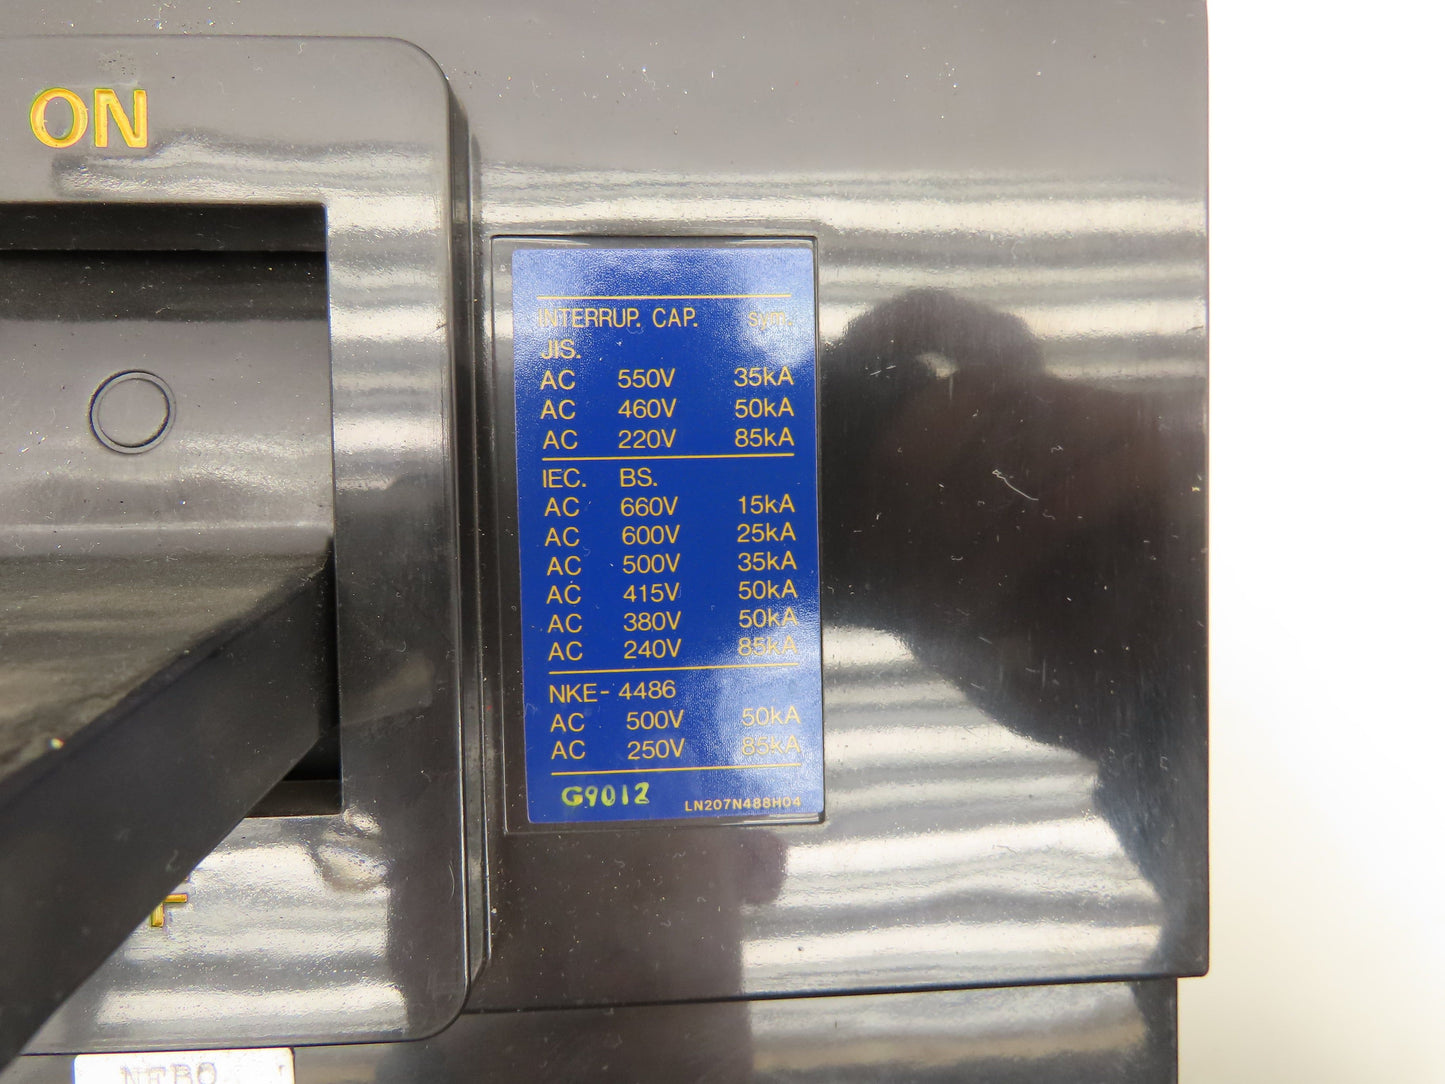 ON
INTERRUP. CAP. sym.
JIS.
AC 550V 35kA
AC 460V 50kA
AC 220V 85kA
IEC. BS.
AC 660V 15kA
AC 600V 25kA
AC 500V 35kA
AC 415V 50kA
AC 380V 50kA
AC 240V 85kA
NKE-4486
AC 500V 50kA
AC 250V 85kA
G9012 LN207N488H04